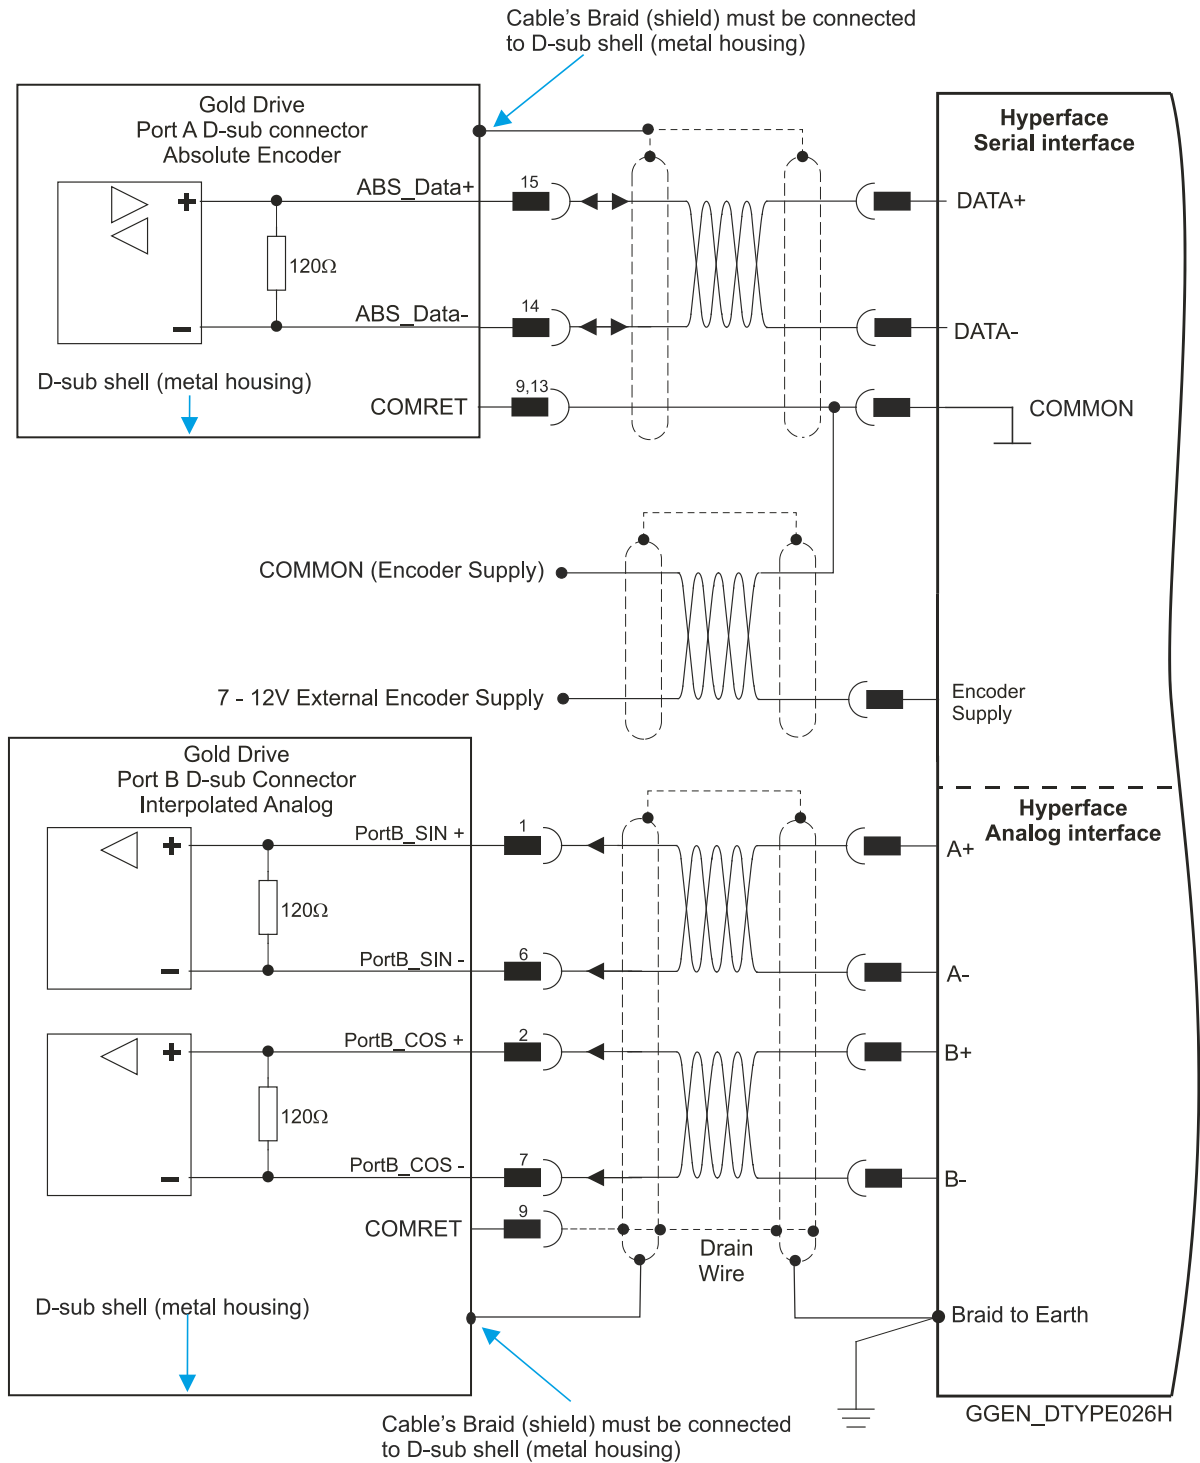 Cable's Braid (shield) must be connected
to D-sub shell (metal housing)
Gold Drive
Port A D-sub connector
Absolute Encoder
Hyperface
Serial interface
ABS_Data+
15
DATA+
+
120Ω
ABS_Data-
14
DATA-
-
D-sub shell (metal housing)
COMRET
9,13
COMMON
COMMON (Encoder Supply)
7 - 12V External Encoder Supply
Encoder
Supply
Gold Drive
Port B D-sub Connector
Interpolated Analog
Hyperface
Analog interface
PortB_SIN +
1
A+
+
120Ω
PortB_SIN -
6
A-
-
PortB_COS +
2
B+
+
120Ω
PortB_COS -
7
B-
-
COMRET
9
Drain
Wire
D-sub shell (metal housing)
Braid to Earth
GGEN_DTYPE026H
Cable's Braid (shield) must be connected
to D-sub shell (metal housing)